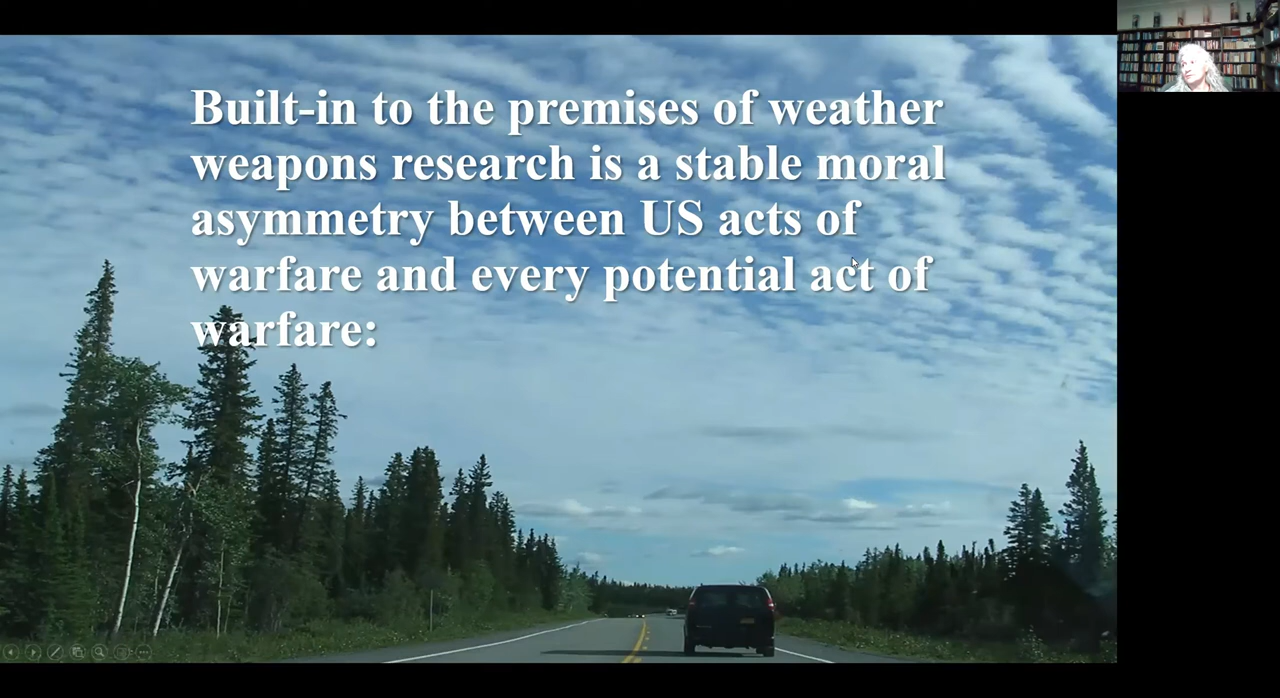 Built-in to the premises of weather
weapons research is a stable moral
asymmetry between US acts of
warfare and every potential act of
warfare: